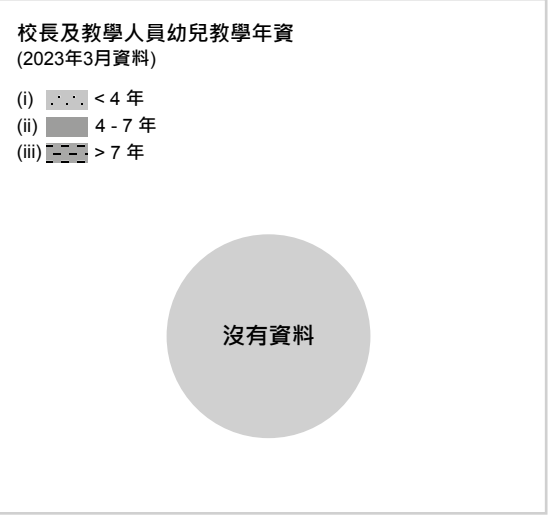 校長及教學人員幼兒教學年資
(2023年3月資料)
(i) < 4 年
(ii) 4 - 7 年
(iii) > 7 年
沒有資料